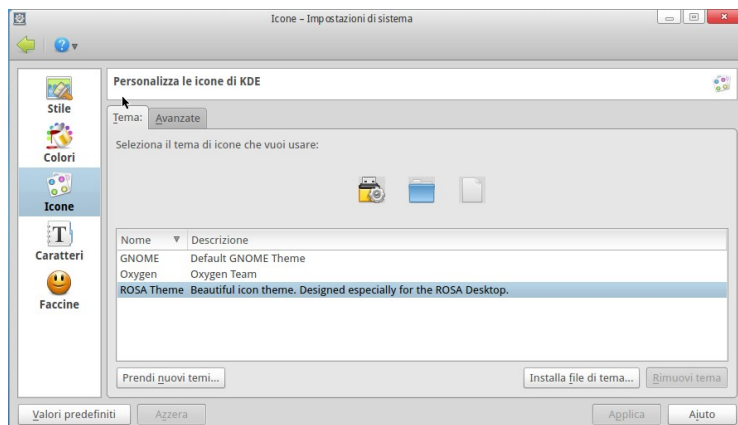 Icone – Impostazioni di sistema
Personalizza le icone di KDE
Stile
Colori
Icone
Caratteri
Faccine
Tema: Avanzate
Seleziona il tema di icone che vuoi usare:
Nome Descrizione
GNOME Default GNOME Theme
Oxygen Oxygen Team
ROSA Theme Beautiful icon theme. Designed especially for the ROSA Desktop.
Prendi nuovi temi... Installa file di tema... Rimuovi tema
Valori predefiniti Azzera Applica Aiuto